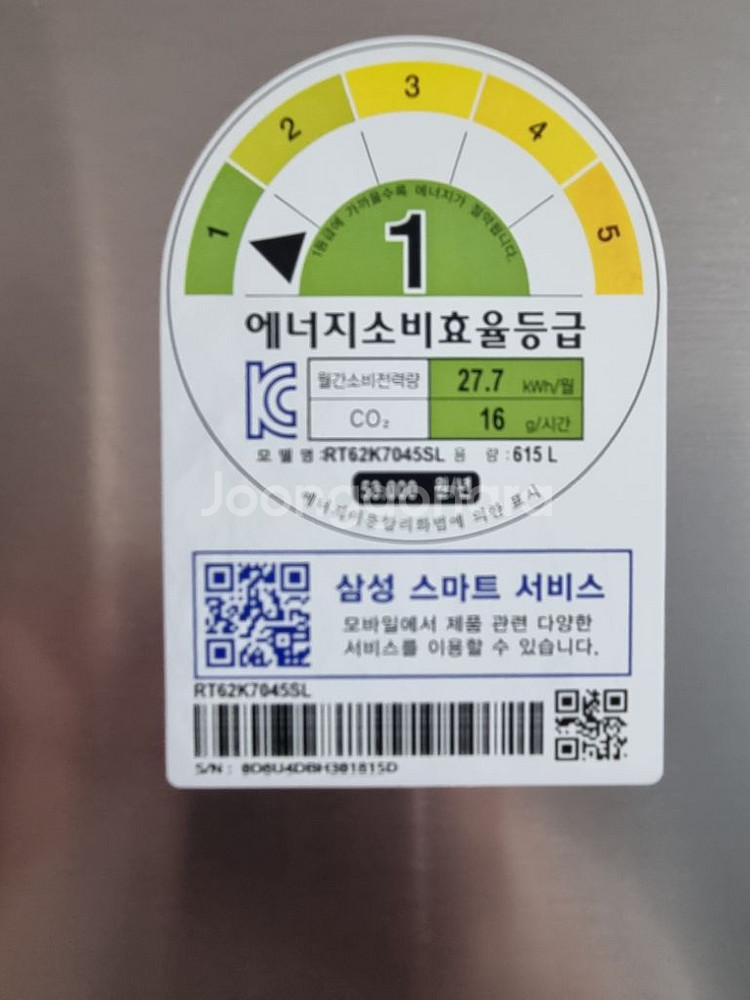 1
2
3
4
5
1등급에 가까울수록 에너지가 절약됩니다.
1
에너지소비효율등급
월간소비전력량 27.7 kWh/월
CO₂ 16 g/시간
모 델 명:RT62K7045SL 용 량:615 L
53,000 원/년
Joonggonara
에너지이용합리화법에 의한 표시
삼성 스마트 서비스
모바일에서 제품 관련 다양한
서비스를 이용할 수 있습니다.
RT62K7045SL
S/N :